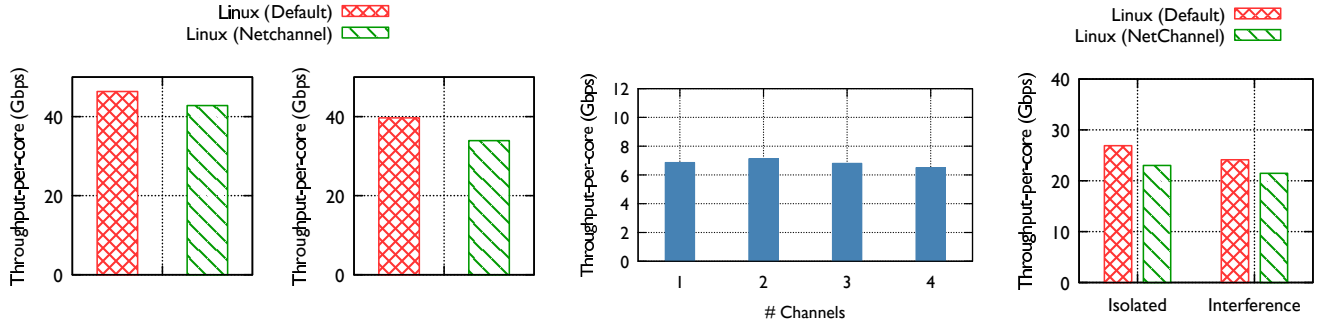 Linux (Default)
Linux (Netchannel)
Throughput-per-core (Gbps)
40
20
0
Throughput-per-core (Gbps)
40
20
0
Throughput-per-core (Gbps)
12
10
8
6
4
2
0
1 2 3 4
# Channels
Linux (Default)
Linux (NetChannel)
Throughput-per-core (Gbps)
40
30
20
10
0
Isolated Interference